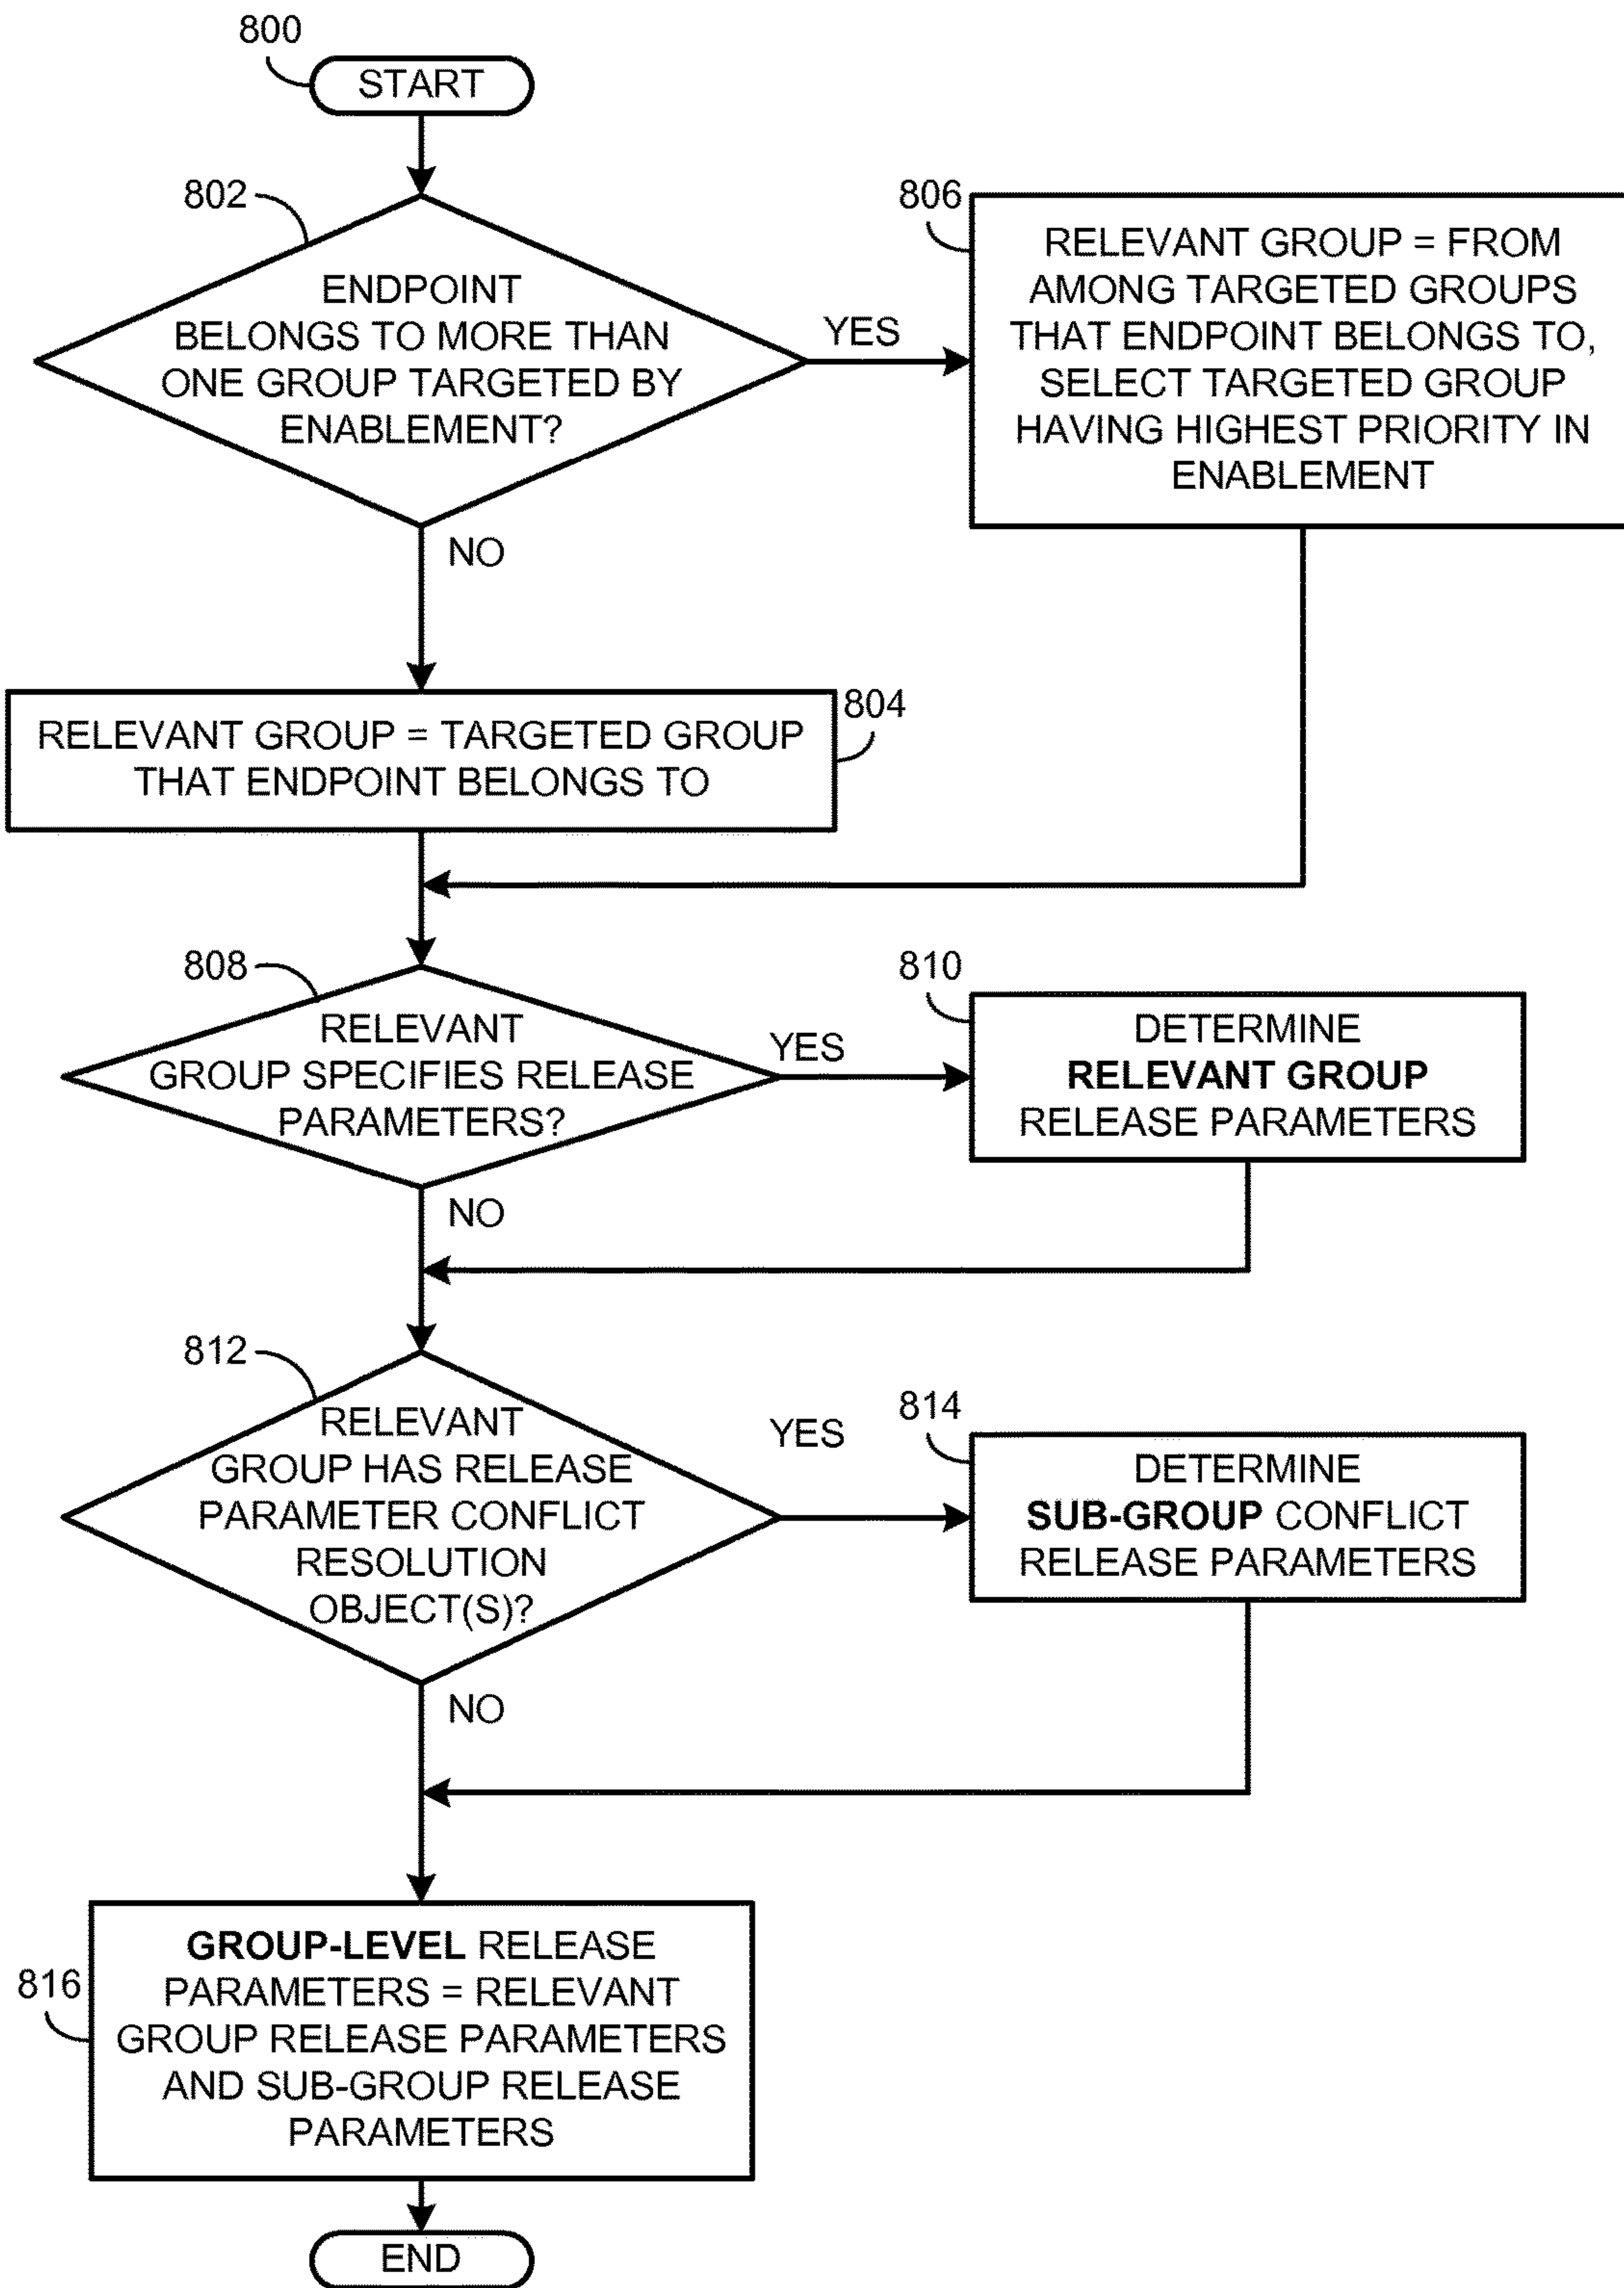 800
START
802
ENDPOINT
BELONGS TO MORE THAN
ONE GROUP TARGETED BY
ENABLEMENT?
YES
806
RELEVANT GROUP = FROM
AMONG TARGETED GROUPS
THAT ENDPOINT BELONGS TO,
SELECT TARGETED GROUP
HAVING HIGHEST PRIORITY IN
ENABLEMENT
NO
804
RELEVANT GROUP = TARGETED GROUP
THAT ENDPOINT BELONGS TO
808
RELEVANT
GROUP SPECIFIES RELEASE
PARAMETERS?
YES
810
DETERMINE
RELEVANT GROUP
RELEASE PARAMETERS
NO
812
RELEVANT
GROUP HAS RELEASE
PARAMETER CONFLICT
RESOLUTION
OBJECT(S)?
YES
814
DETERMINE
SUB-GROUP CONFLICT
RELEASE PARAMETERS
NO
816
GROUP-LEVEL RELEASE
PARAMETERS = RELEVANT
GROUP RELEASE PARAMETERS
AND SUB-GROUP RELEASE
PARAMETERS
END